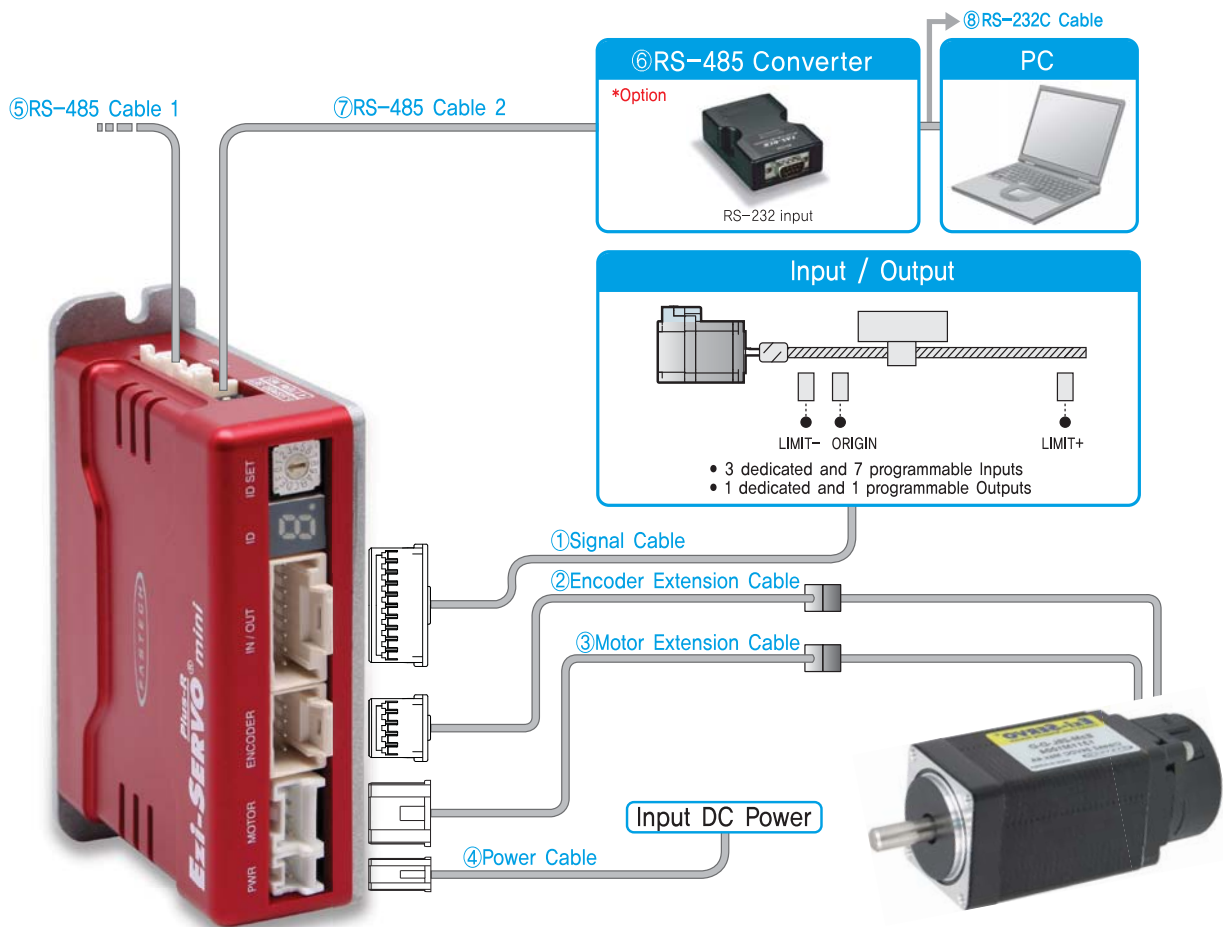 ⑧RS-232C Cable
⑥RS-485 Converter
PC
*Option
RS-232 input
⑤RS-485 Cable 1
⑦RS-485 Cable 2
Input / Output
LIMIT- ORIGIN
LIMIT+
• 3 dedicated and 7 programmable Inputs
• 1 dedicated and 1 programmable Outputs
ID SET
ID
IN / OUT
ENCODER
MOTOR
PWR
FASTECH
Ezi-SERVO® Plus-R mini
①Signal Cable
②Encoder Extension Cable
③Motor Extension Cable
Input DC Power
④Power Cable
Ezi-SERVO